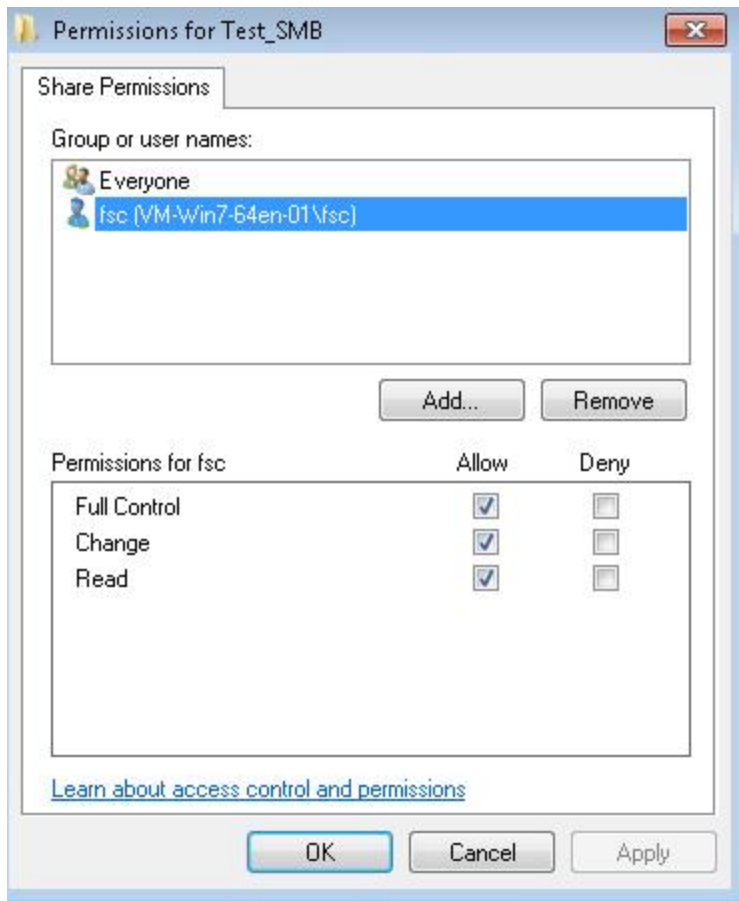 Permissions for Test_SMB
Share Permissions
Group or user names:
Everyone
fsc (VM-Win7-64en-01\fsc)
Add... Remove
Permissions for fsc Allow Deny
Full Control
Change
Read
Learn about access control and permissions
OK Cancel Apply